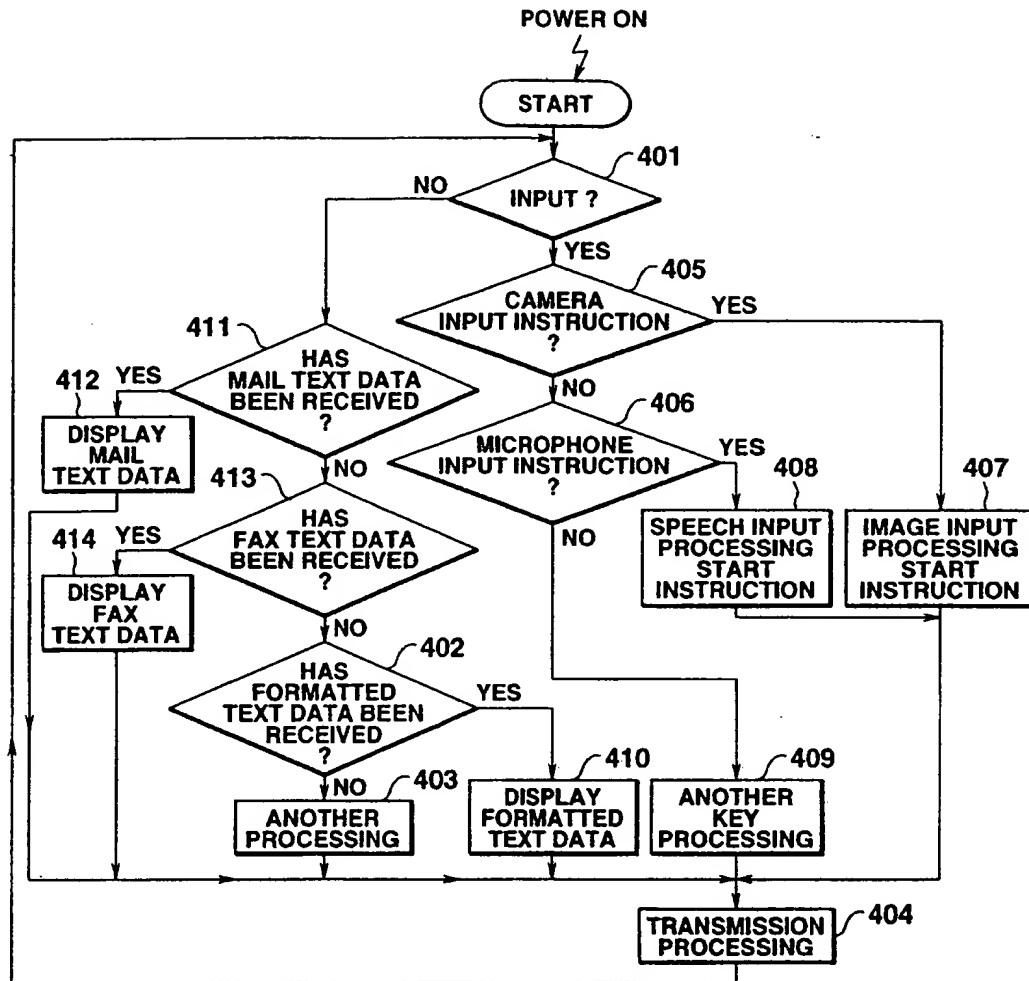 POWER ON
START
401
INPUT ?
NO
YES
405
CAMERA
INPUT INSTRUCTION
?
YES
NO
411
HAS
MAIL TEXT DATA
BEEN RECEIVED
?
YES
NO
412
DISPLAY
MAIL
TEXT DATA
406
MICROPHONE
INPUT INSTRUCTION
?
YES
NO
408
SPEECH INPUT
PROCESSING
START
INSTRUCTION
407
IMAGE INPUT
PROCESSING
START
INSTRUCTION
413
HAS
FAX TEXT DATA
BEEN RECEIVED
?
YES
NO
414
DISPLAY
FAX
TEXT DATA
402
HAS
FORMATTED
TEXT DATA BEEN
RECEIVED
?
YES
NO
403
ANOTHER
PROCESSING
410
DISPLAY
FORMATTED
TEXT DATA
409
ANOTHER
KEY
PROCESSING
TRANSMISSION
PROCESSING
404